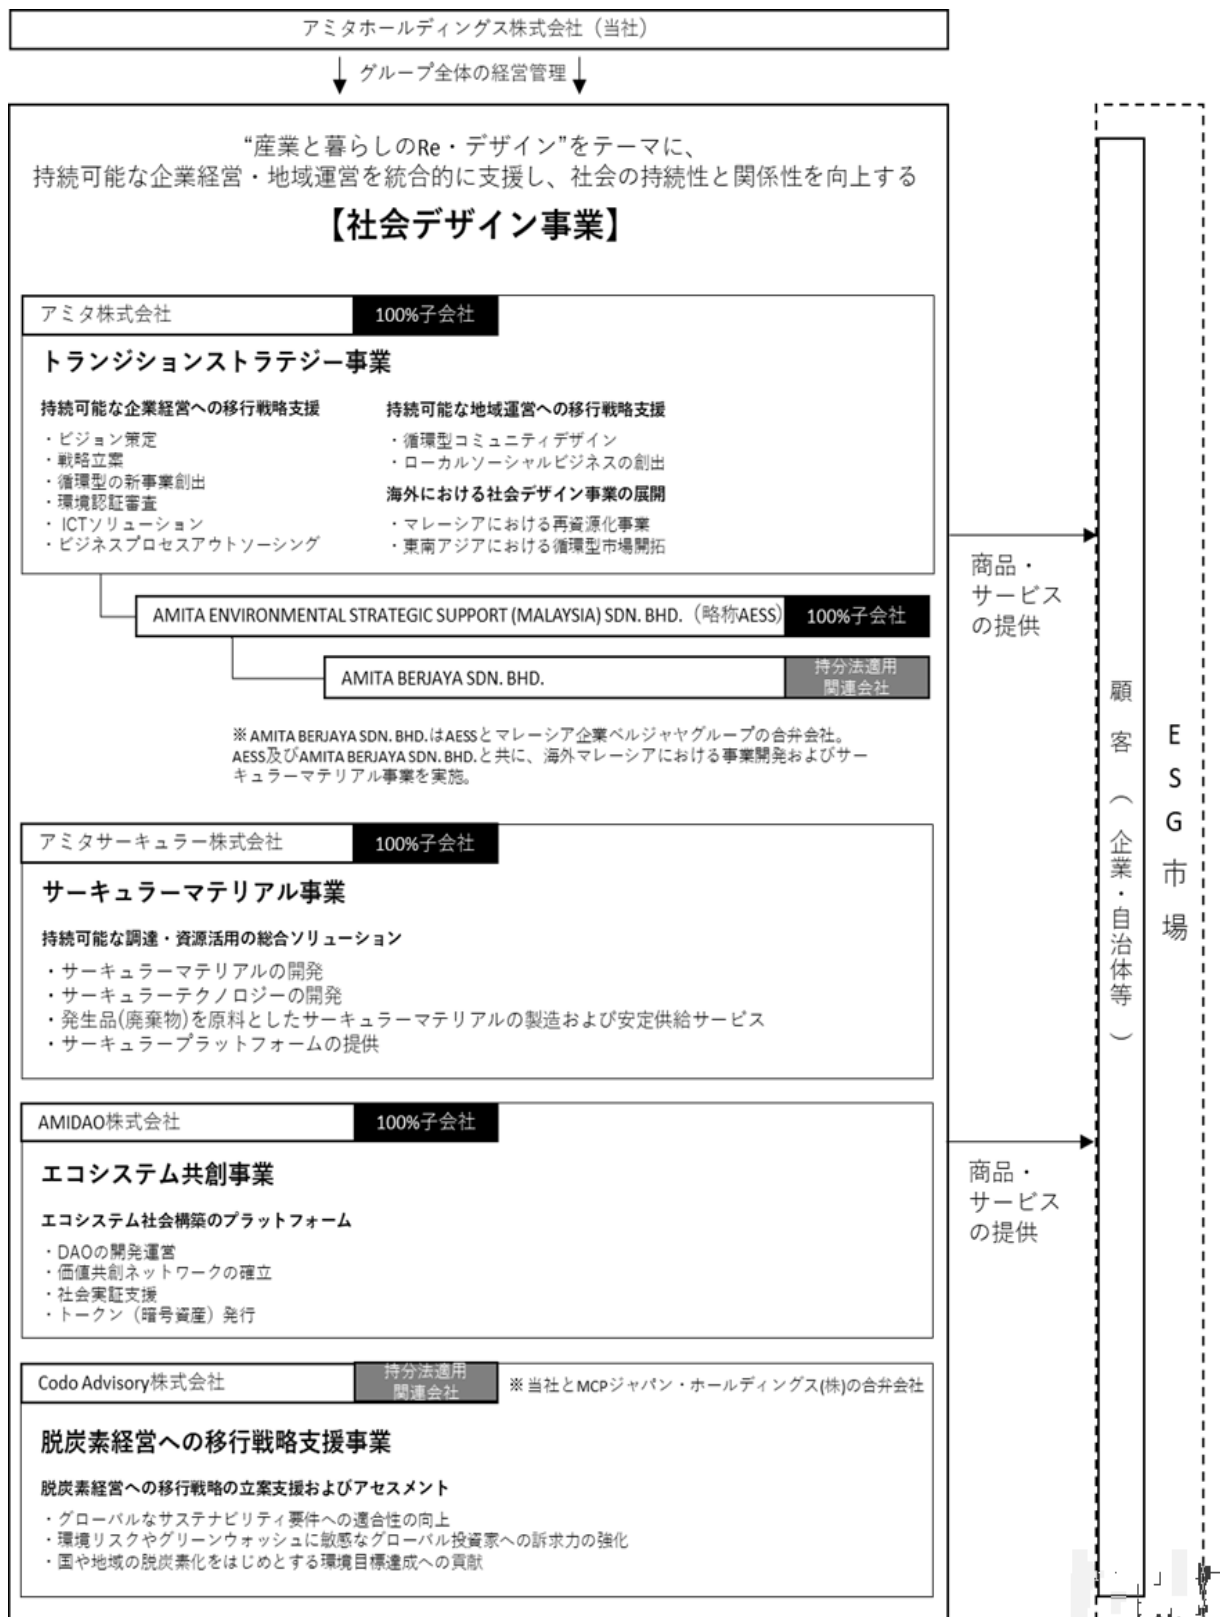 アミタホールディングス株式会社（当社）
グループ全体の経営管理
“産業と暮らしのRe・デザイン”をテーマに、
持続可能な企業経営・地域運営を統合的に支援し、社会の持続性と関係性を向上する
【社会デザイン事業】
アミタ株式会社
100%子会社
トランジションストラテジー事業
持続可能な企業経営への移行戦略支援
・ビジョン策定
・戦略立案
・循環型の新事業創出
・環境認証審査
・ICTソリューション
・ビジネスプロセスアウトソーシング
持続可能な地域運営への移行戦略支援
・循環型コミュニティデザイン
・ローカルソーシャルビジネスの創出
海外における社会デザイン事業の展開
・マレーシアにおける再資源化事業
・東南アジアにおける循環型市場開拓
AMITA ENVIRONMENTAL STRATEGIC SUPPORT (MALAYSIA) SDN. BHD.（略称AESS）
100%子会社
AMITA BERJAYA SDN. BHD.
持分法適用
関連会社
※AMITA BERJAYA SDN. BHD.はAESSとマレーシア企業ベルジャヤグループの合弁会社。
AESS及びAMITA BERJAYA SDN. BHD.と共に、海外マレーシアにおける事業開発およびサー
キュラーマテリアル事業を実施。
アミタサーキュラー株式会社
100%子会社
サーキュラーマテリアル事業
持続可能な調達・資源活用の総合ソリューション
・サーキュラーマテリアルの開発
・サーキュラーテクノロジーの開発
・発生品(廃棄物)を原料としたサーキュラーマテリアルの製造および安定供給サービス
・サーキュラープラットフォームの提供
AMIDAO株式会社
100%子会社
エコシステム共創事業
エコシステム社会構築のプラットフォーム
・DAOの開発運営
・価値共創ネットワークの確立
・社会実証支援
・トークン（暗号資産）発行
Codo Advisory株式会社
持分法適用
関連会社
※当社とMCPジャパン・ホールディングス(株)の合弁会社
脱炭素経営への移行戦略支援事業
脱炭素経営への移行戦略の立案支援およびアセスメント
・グローバルなサステナビリティ要件への適合性の向上
・環境リスクやグリーンウォッシュに敏感なグローバル投資家への訴求力の強化
・国や地域の脱炭素化をはじめとする環境目標達成への貢献
商品・
サービス
の提供
商品・
サービス
の提供
顧客（企業・自治体等）
ESG市場